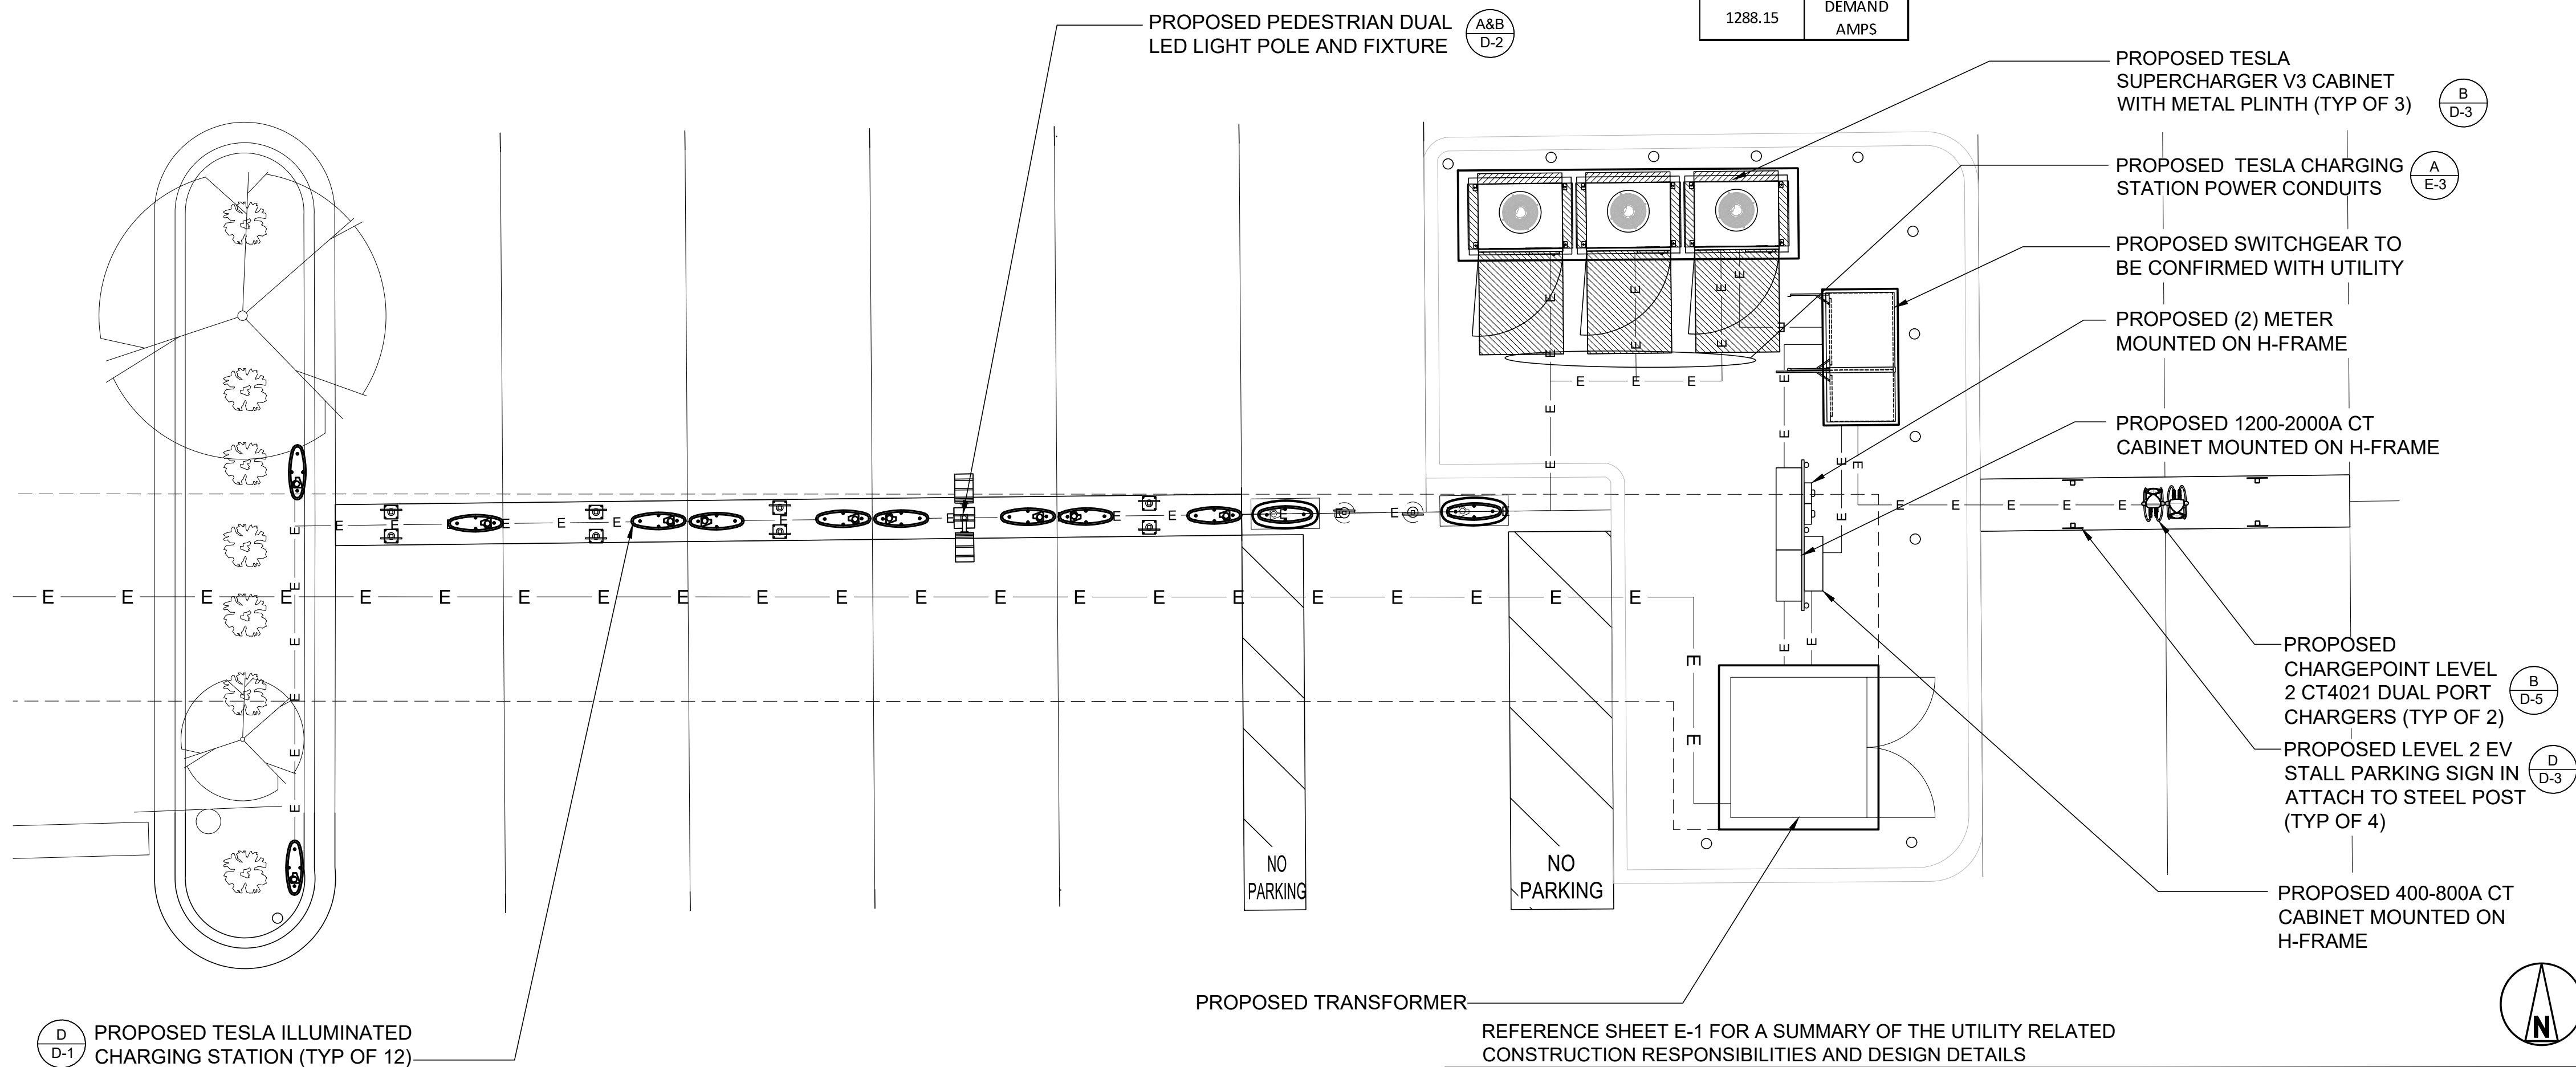 1288.15
DEMAND
AMPS
PROPOSED PEDESTRIAN DUAL
LED LIGHT POLE AND FIXTURE
A&B
D-2
PROPOSED TESLA
SUPERCHARGER V3 CABINET
WITH METAL PLINTH (TYP OF 3)
B
D-3
PROPOSED TESLA CHARGING
STATION POWER CONDUITS
A
E-3
PROPOSED SWITCHGEAR TO
BE CONFIRMED WITH UTILITY
PROPOSED (2) METER
MOUNTED ON H-FRAME
PROPOSED 1200-2000A CT
CABINET MOUNTED ON H-FRAME
E E E E E E E E E E E E E E E E E E E E E
PROPOSED
CHARGEPOINT LEVEL
2 CT4021 DUAL PORT
CHARGERS (TYP OF 2)
B
D-5
PROPOSED LEVEL 2 EV
STALL PARKING SIGN IN
ATTACH TO STEEL POST
(TYP OF 4)
D
D-3
NO
PARKING
NO
PARKING
PROPOSED 400-800A CT
CABINET MOUNTED ON
H-FRAME
PROPOSED TRANSFORMER
D
D-1
PROPOSED TESLA ILLUMINATED
CHARGING STATION (TYP OF 12)
REFERENCE SHEET E-1 FOR A SUMMARY OF THE UTILITY RELATED
CONSTRUCTION RESPONSIBILITIES AND DESIGN DETAILS
N